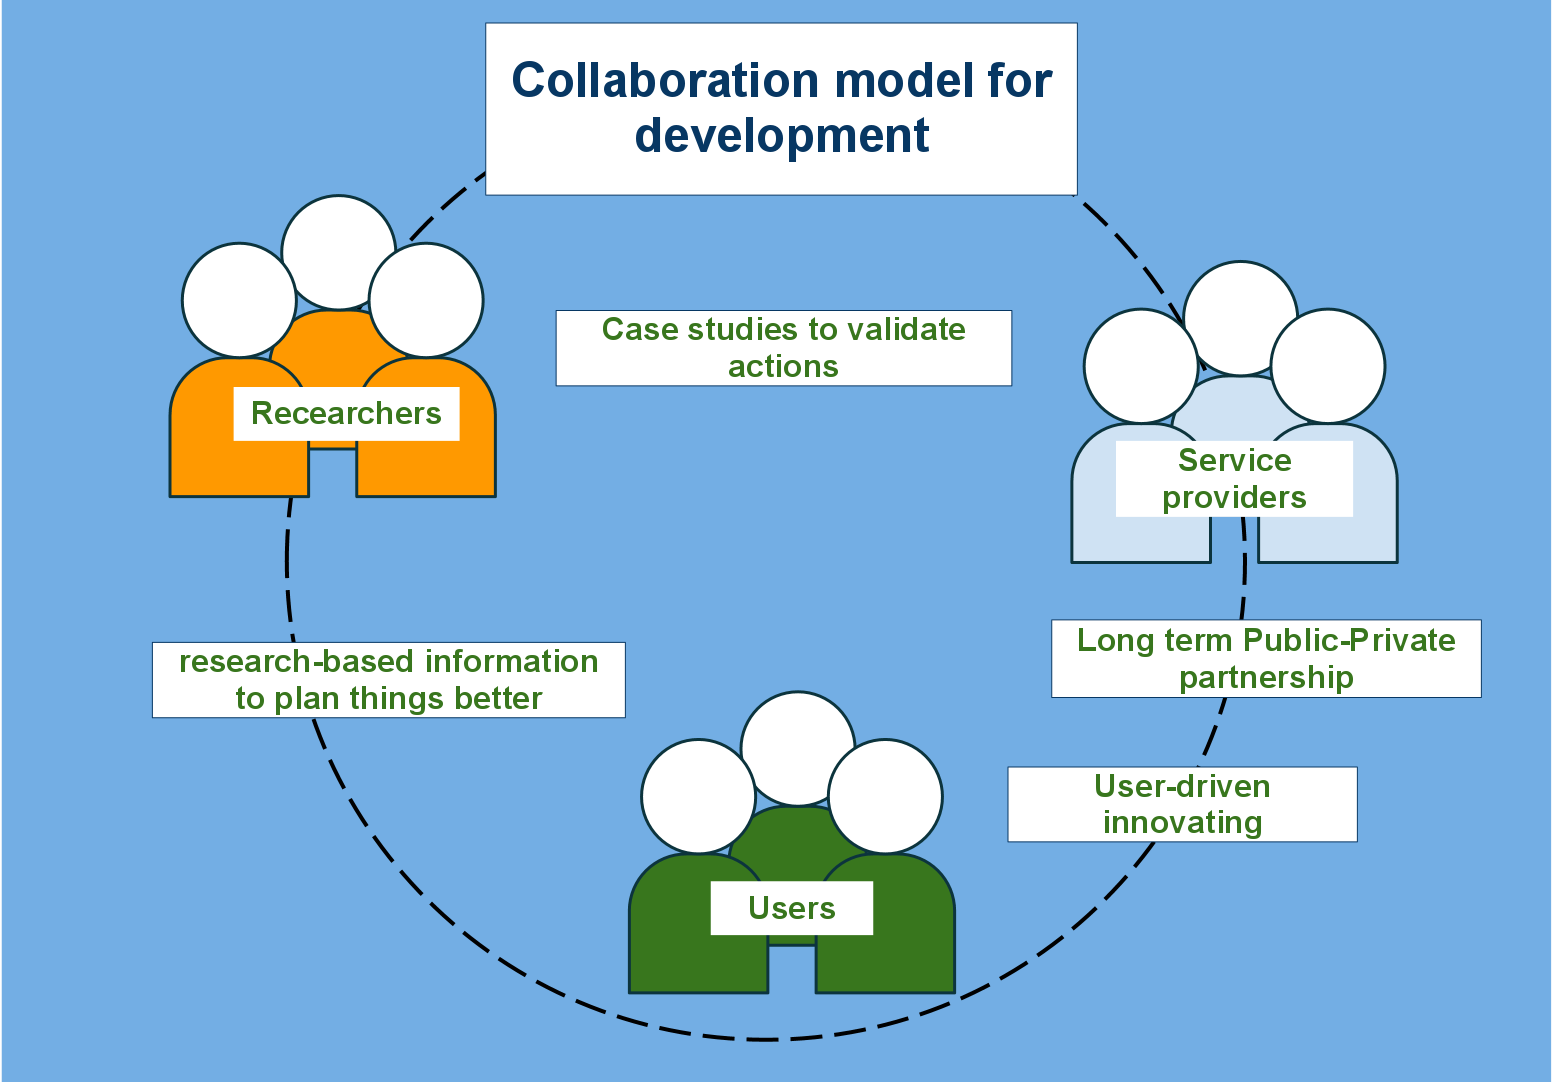 Collaboration model for
development
Case studies to validate
actions
Recearchers
Service
providers
research-based information
to plan things better
Long term Public-Private
partnership
User-driven
innovating
Users